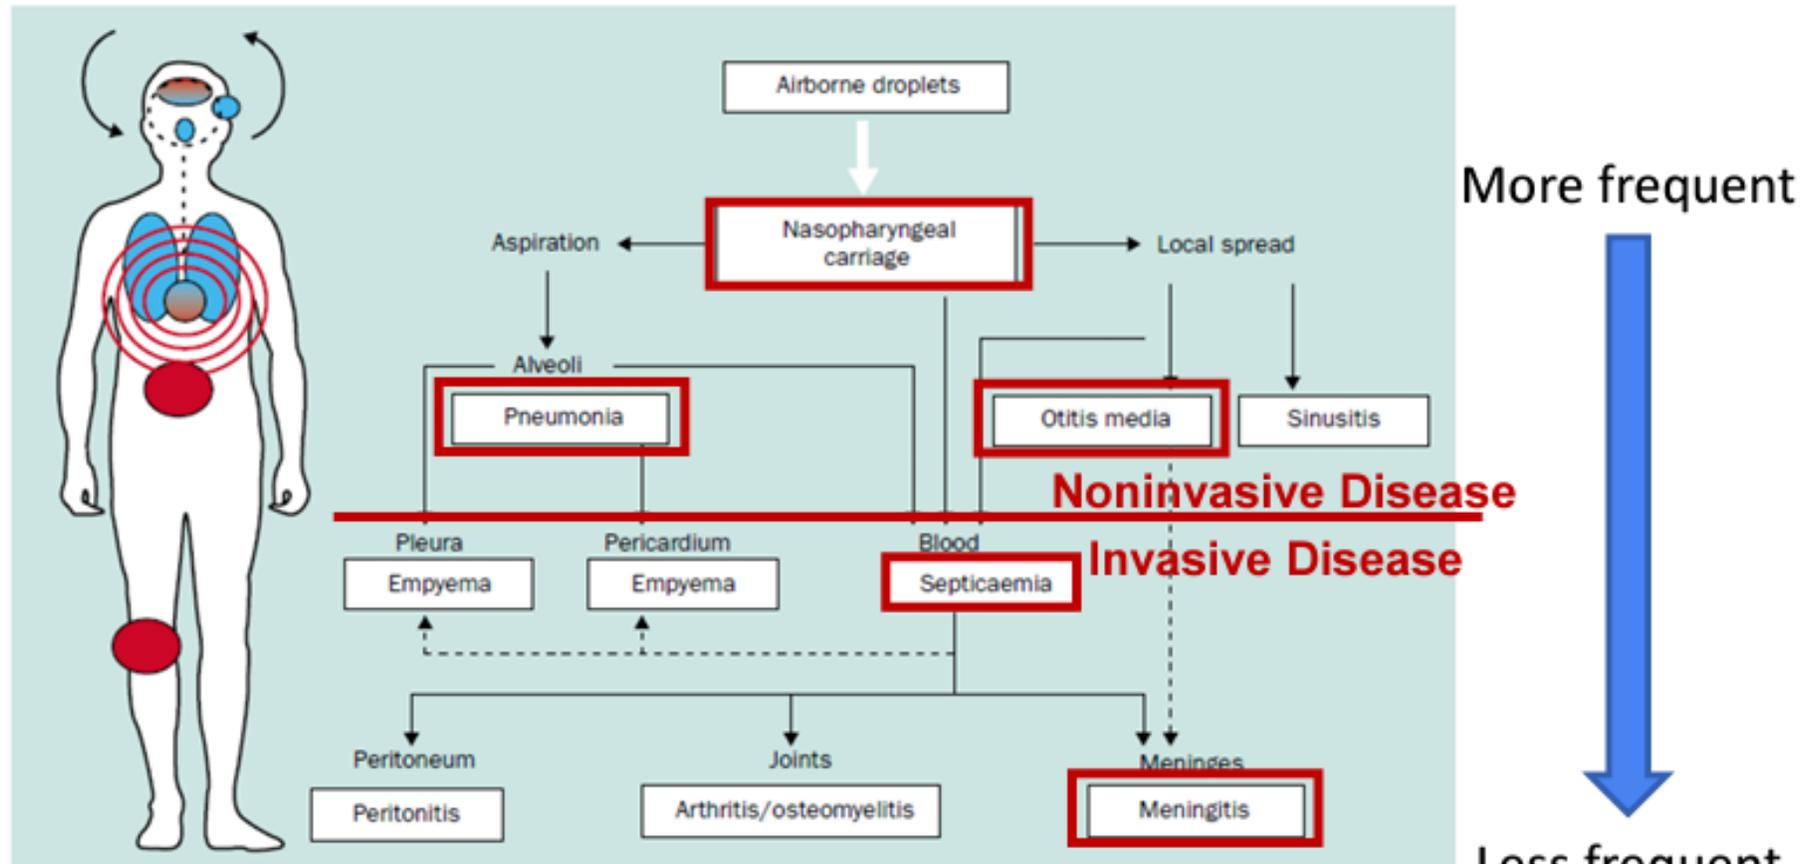 Airborne droplets
More frequent
Nasopharyngeal
carriage
Aspiration
Local spread
Alveoli
Pneumonia
Otitis media
Sinusitis
Noninvasive Disease
Pleura
Pericardium
Blood
Invasive Disease
Empyema
Empyema
Septicaemia
Peritoneum
Joints
Meninges
Peritonitis
Arthritis/osteomyelitis
Meningitis
Less frequent